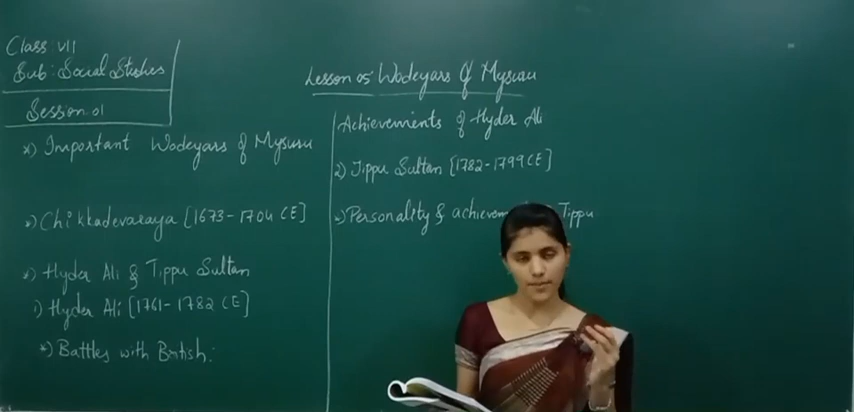 Class VII
Sub: Social Studies
Session 01
Lesson 05 Wodeyars of Mysuru
*) Important Wodeyars of Mysuru
*) Chikkadevaraya [1673-1704 CE]
*) Hyder Ali & Tippu Sultan
1) Hyder Ali [1761-1782 CE]
*) Battles with British:
Achievements of Hyder Ali
2) Tippu Sultan [1782-1799 CE]
*) Personality & achievem Tippu